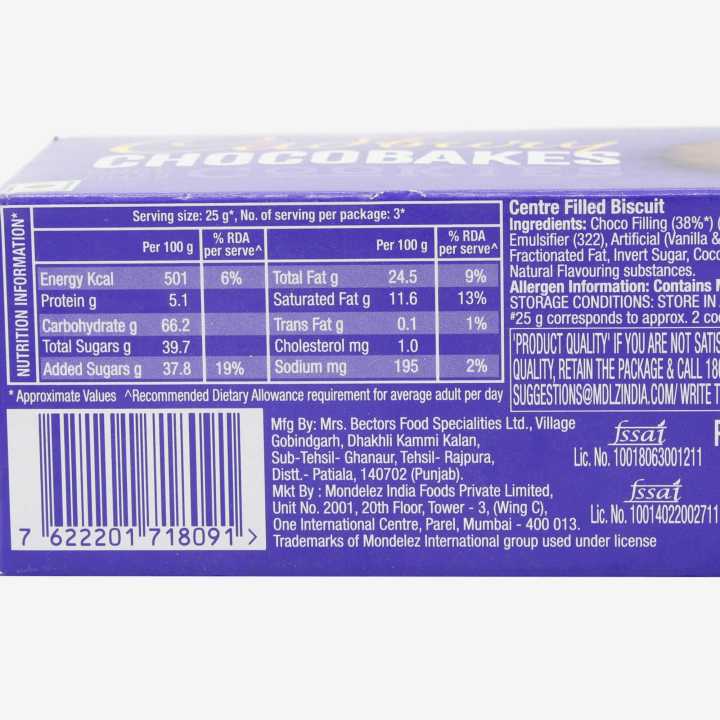 Cadbury
CHOCOBAKES
COOKIES
NUTRITION INFORMATION*
Serving size: 25 g*, No. of serving per package: 3*
Per 100 g % RDA per serve^ Per 100 g % RDA per serve^
Energy Kcal 501 6% Total Fat g 24.5 9%
Protein g 5.1 Saturated Fat g 11.6 13%
Carbohydrate g 66.2 Trans Fat g 0.1 1%
Total Sugars g 39.7 Cholesterol mg 1.0
Added Sugars g 37.8 19% Sodium mg 195 2%
* Approximate Values ^Recommended Dietary Allowance requirement for average adult per day
Centre Filled Biscuit
Ingredients: Choco Filling (38%*) (
Emulsifier (322), Artificial (Vanilla &
Fractionated Fat, Invert Sugar,
Natural Flavouring substances.
Allergen Information: Contains
STORAGE CONDITIONS: STORE IN
#25 g corresponds to approx. 2
'PRODUCT QUALITY' IF YOU ARE NOT
QUALITY, RETAIN THE PACKAGE & CALL
SUGGESTIONS@MDLZINDIA.COM/ WRITE
7 622201 718091 >
Mfg By: Mrs. Bectors Food Specialities Ltd., Village
Gobindgarh, Dhakhli Kammi Kalan,
Sub-Tehsil- Ghanaur, Tehsil- Rajpura,
Distt.- Patiala, 140702 (Punjab).
Mkt By : Mondelez India Foods Private Limited,
Unit No. 2001, 20th Floor, Tower - 3, (Wing C),
One International Centre, Parel, Mumbai - 400 013.
Trademarks of Mondelez International group used under license
fssai
Lic. No. 10018063001211
fssai
Lic. No. 10014022002711